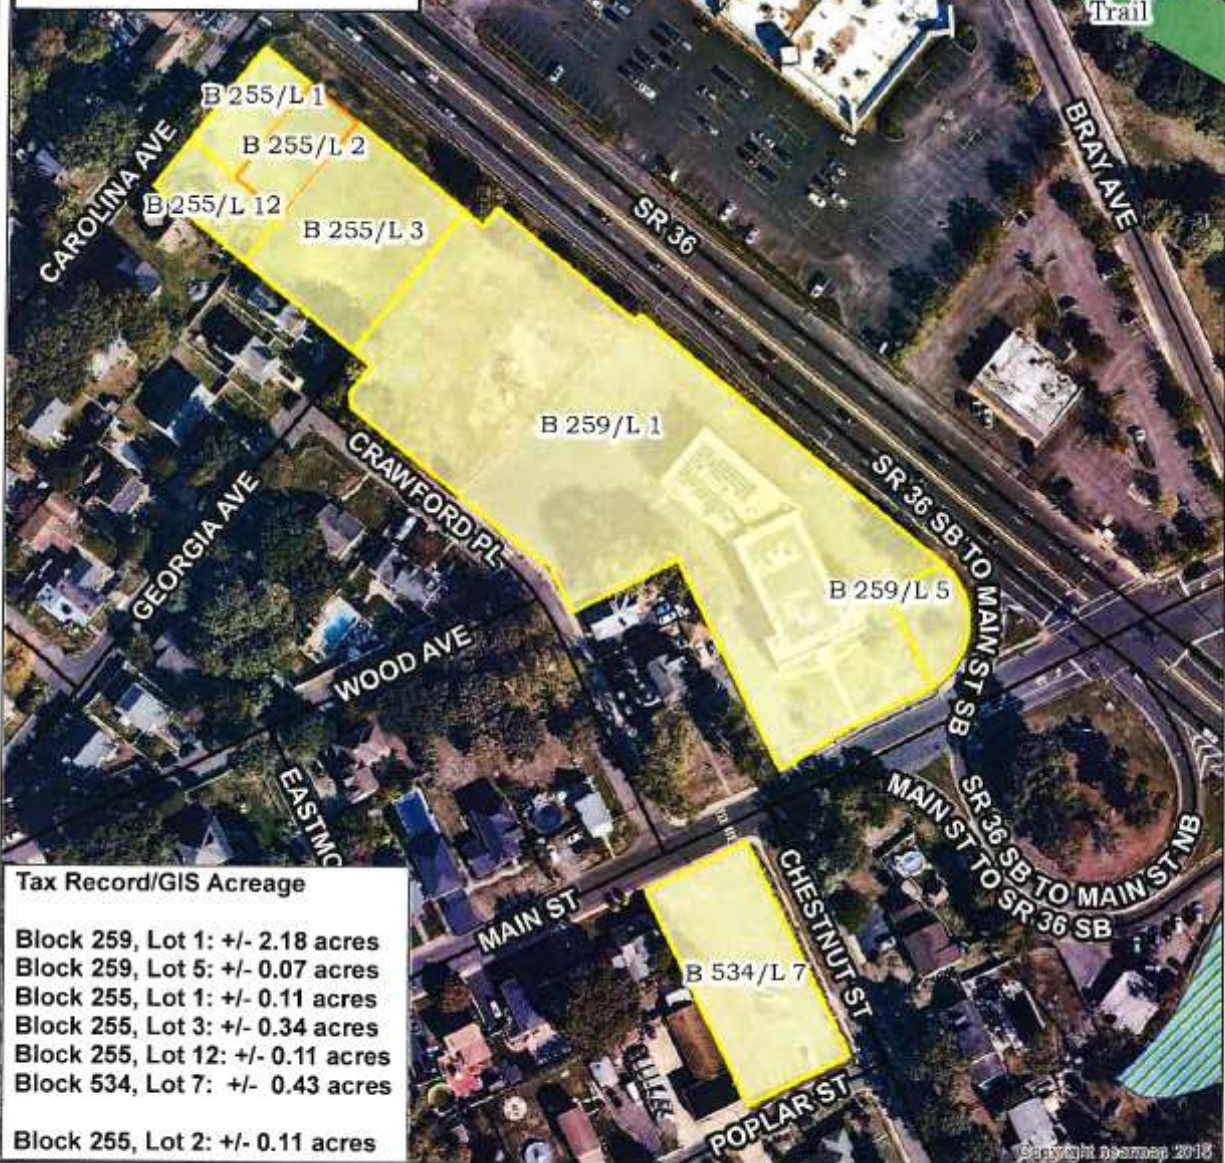 Trail
B 255/L 1
B 255/L 2
B 255/L 12
B 255/L 3
CAROLINA AVE
SR 36
BRAY AVE
B 259/L 1
CRAWFORD PL
GEORGIA AVE
SR 36 SB TO MAIN ST SB
B 259/L 5
WOOD AVE
EASTMO
MAIN ST TO SR 36 SB
SR 36 SB TO MAIN ST NB
MAIN ST
CHESTNUT ST
B 534/L 7
POPLAR ST
Tax Record/GIS Acreage
Block 259, Lot 1: +/- 2.18 acres
Block 259, Lot 5: +/- 0.07 acres
Block 255, Lot 1: +/- 0.11 acres
Block 255, Lot 3: +/- 0.34 acres
Block 255, Lot 12: +/- 0.11 acres
Block 534, Lot 7: +/- 0.43 acres
Block 255, Lot 2: +/- 0.11 acres
Copyright nearmap 2015